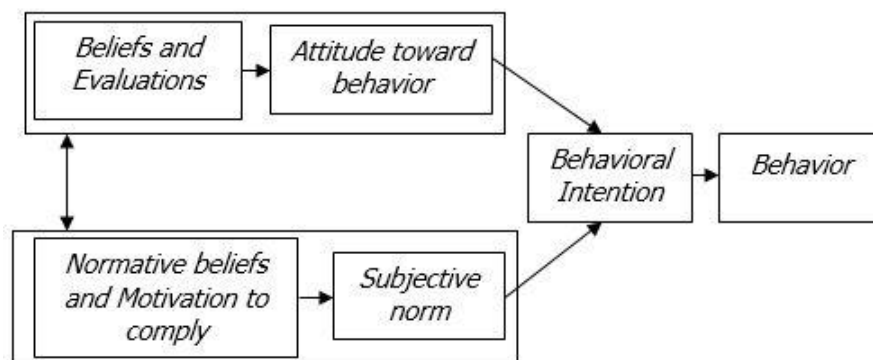 Beliefs and
Evaluations
Attitude toward
behavior
Behavioral
Intention
Behavior
Normative beliefs
and Motivation to
comply
Subjective
norm